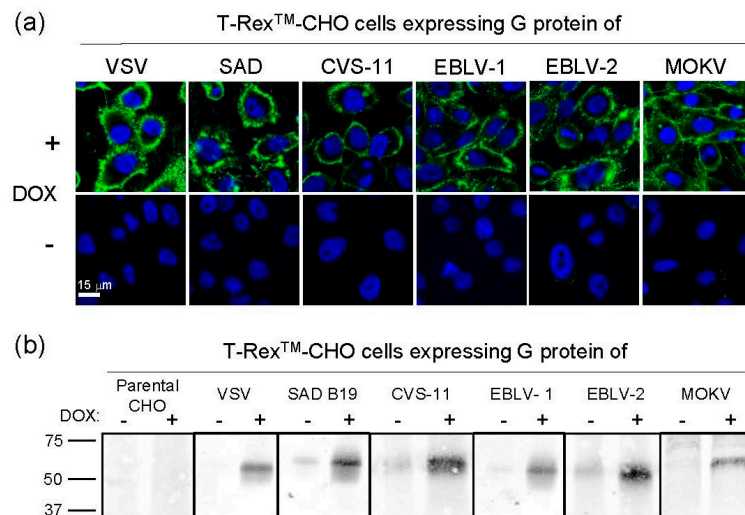 (a)
T-Rex™-CHO cells expressing G protein of
VSV SAD CVS-11 EBLV-1 EBLV-2 MOKV
+
DOX
-
15 μm
(b)
T-Rex™-CHO cells expressing G protein of
Parental CHO VSV SAD B19 CVS-11 EBLV- 1 EBLV-2 MOKV
DOX: - + - + - + - + - + - + - +
75
50
37